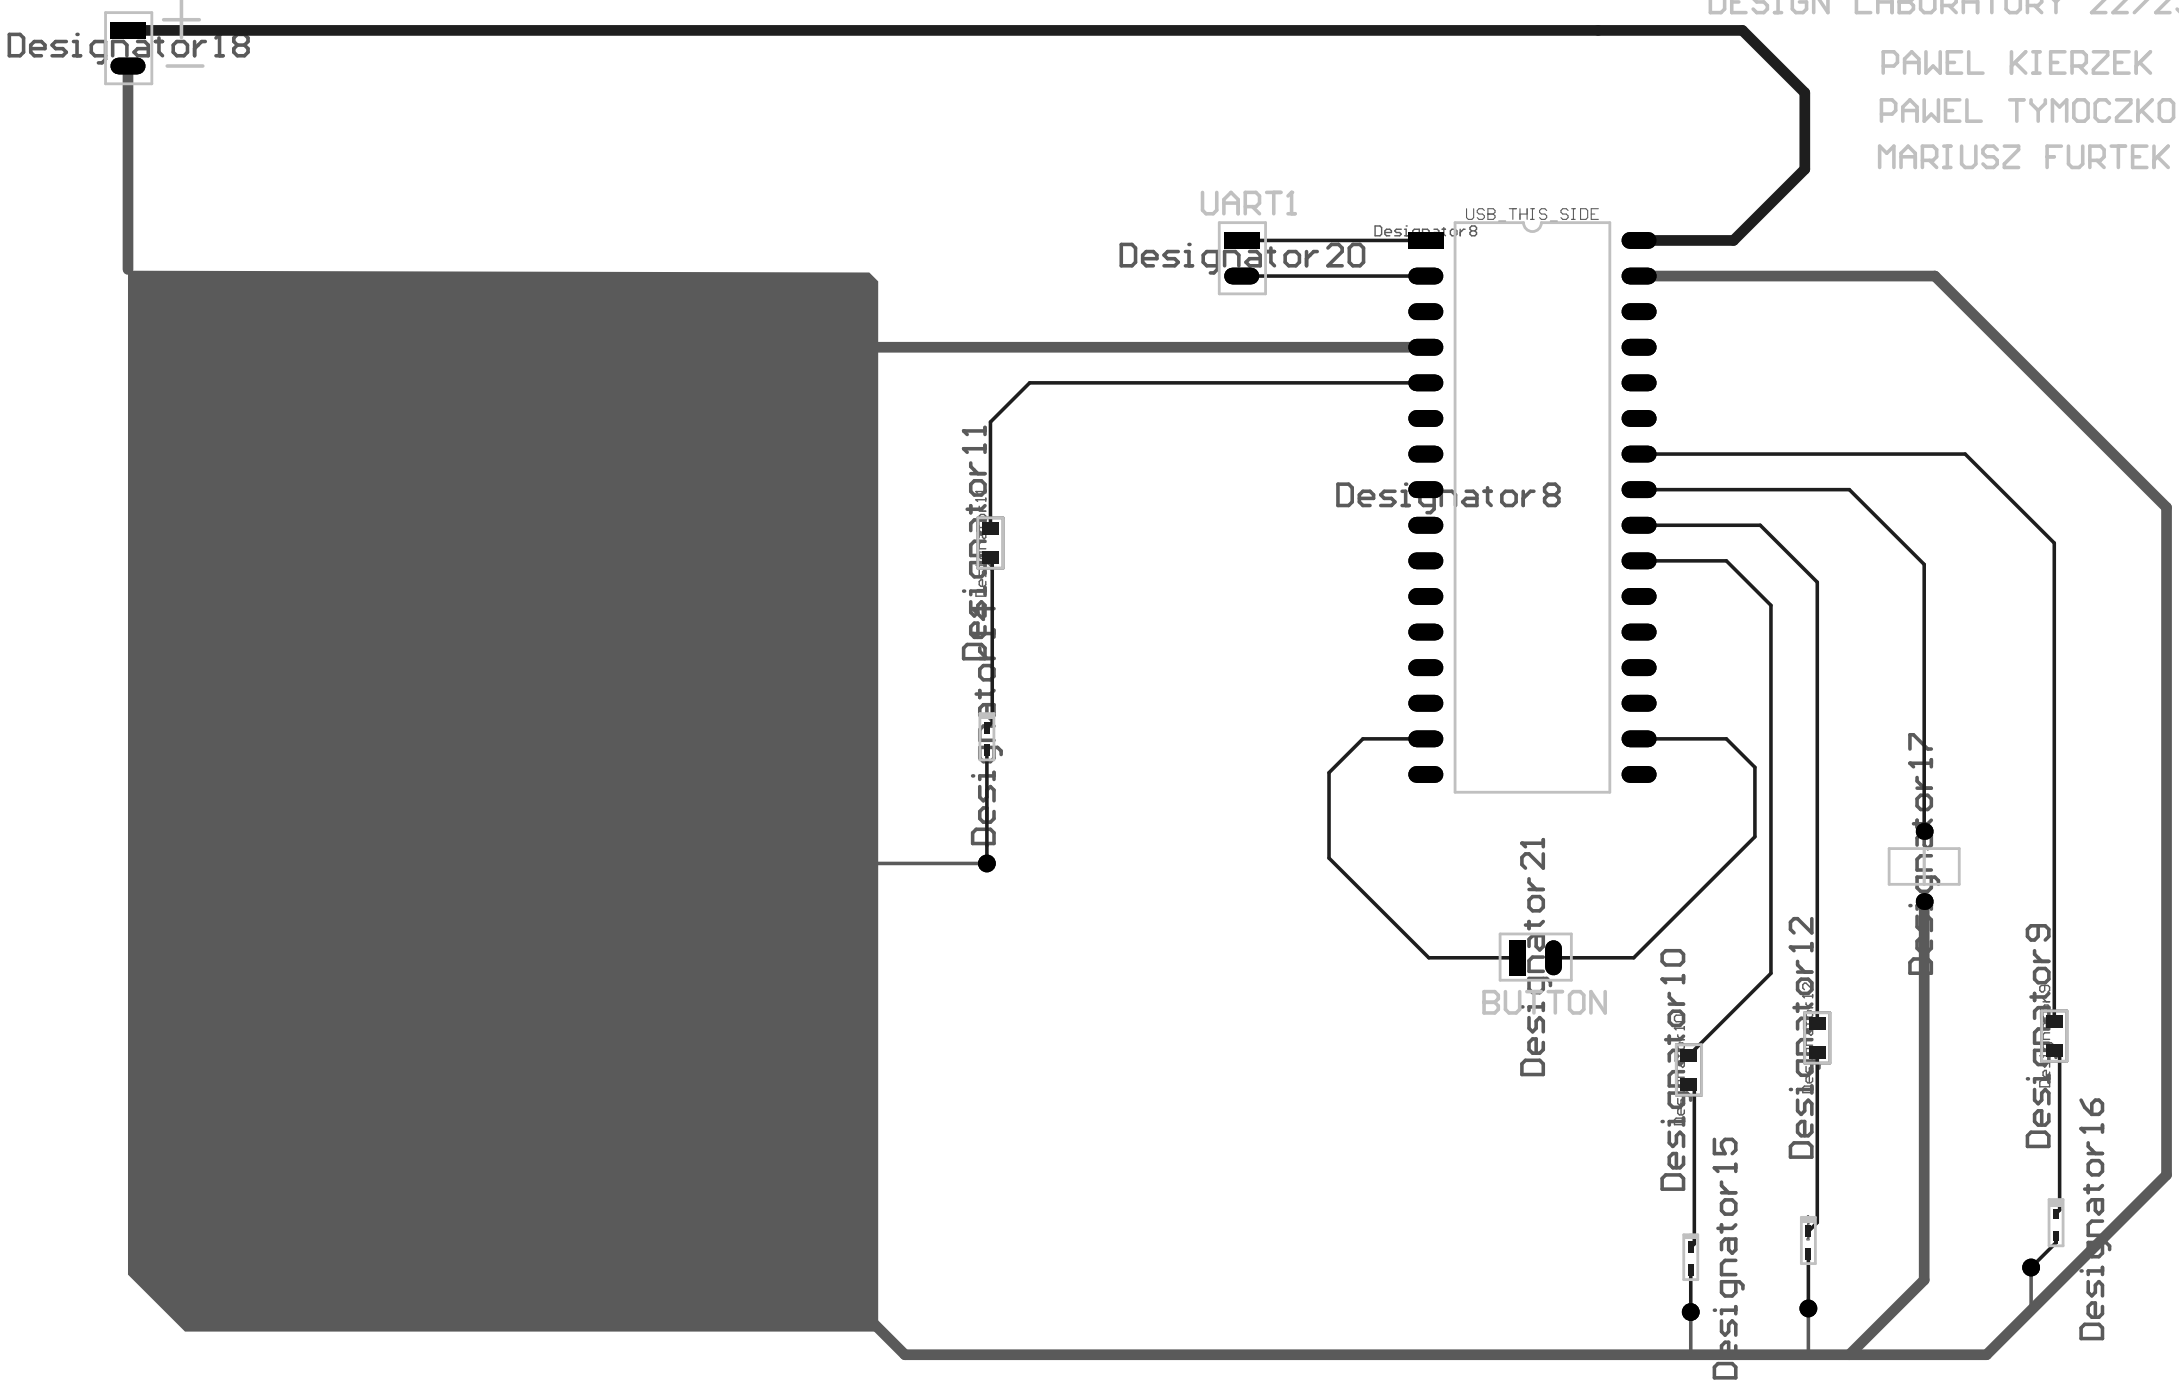 DESIGN LABORATORY 22/23
PAWEL KIERZEK
PAWEL TYMOCZKO
MARIUSZ FURTEK
Designator18
UART1
USB_THIS_SIDE
Designator8
Designator20
Designator11
Designator8
Designator17
Designator21
BUTTON
Designator10
Designator12
Designator9
Designator15
Designator16